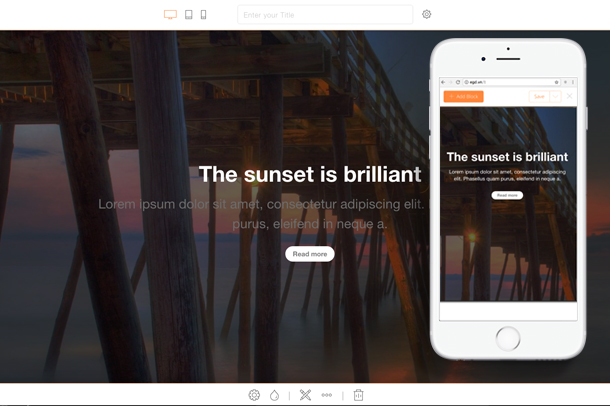 Enter your Title
The sunset is brilliant
Lorem ipsum dolor sit amet, consectetur adipiscing elit.
purus, eleifend in neque a.
Read more
Add Block
Save
The sunset is brilliant
Lorem ipsum dolor sit amet, consectetur adipiscing
elit. Phasellus quam purus, eleifend in neque a.
Read more